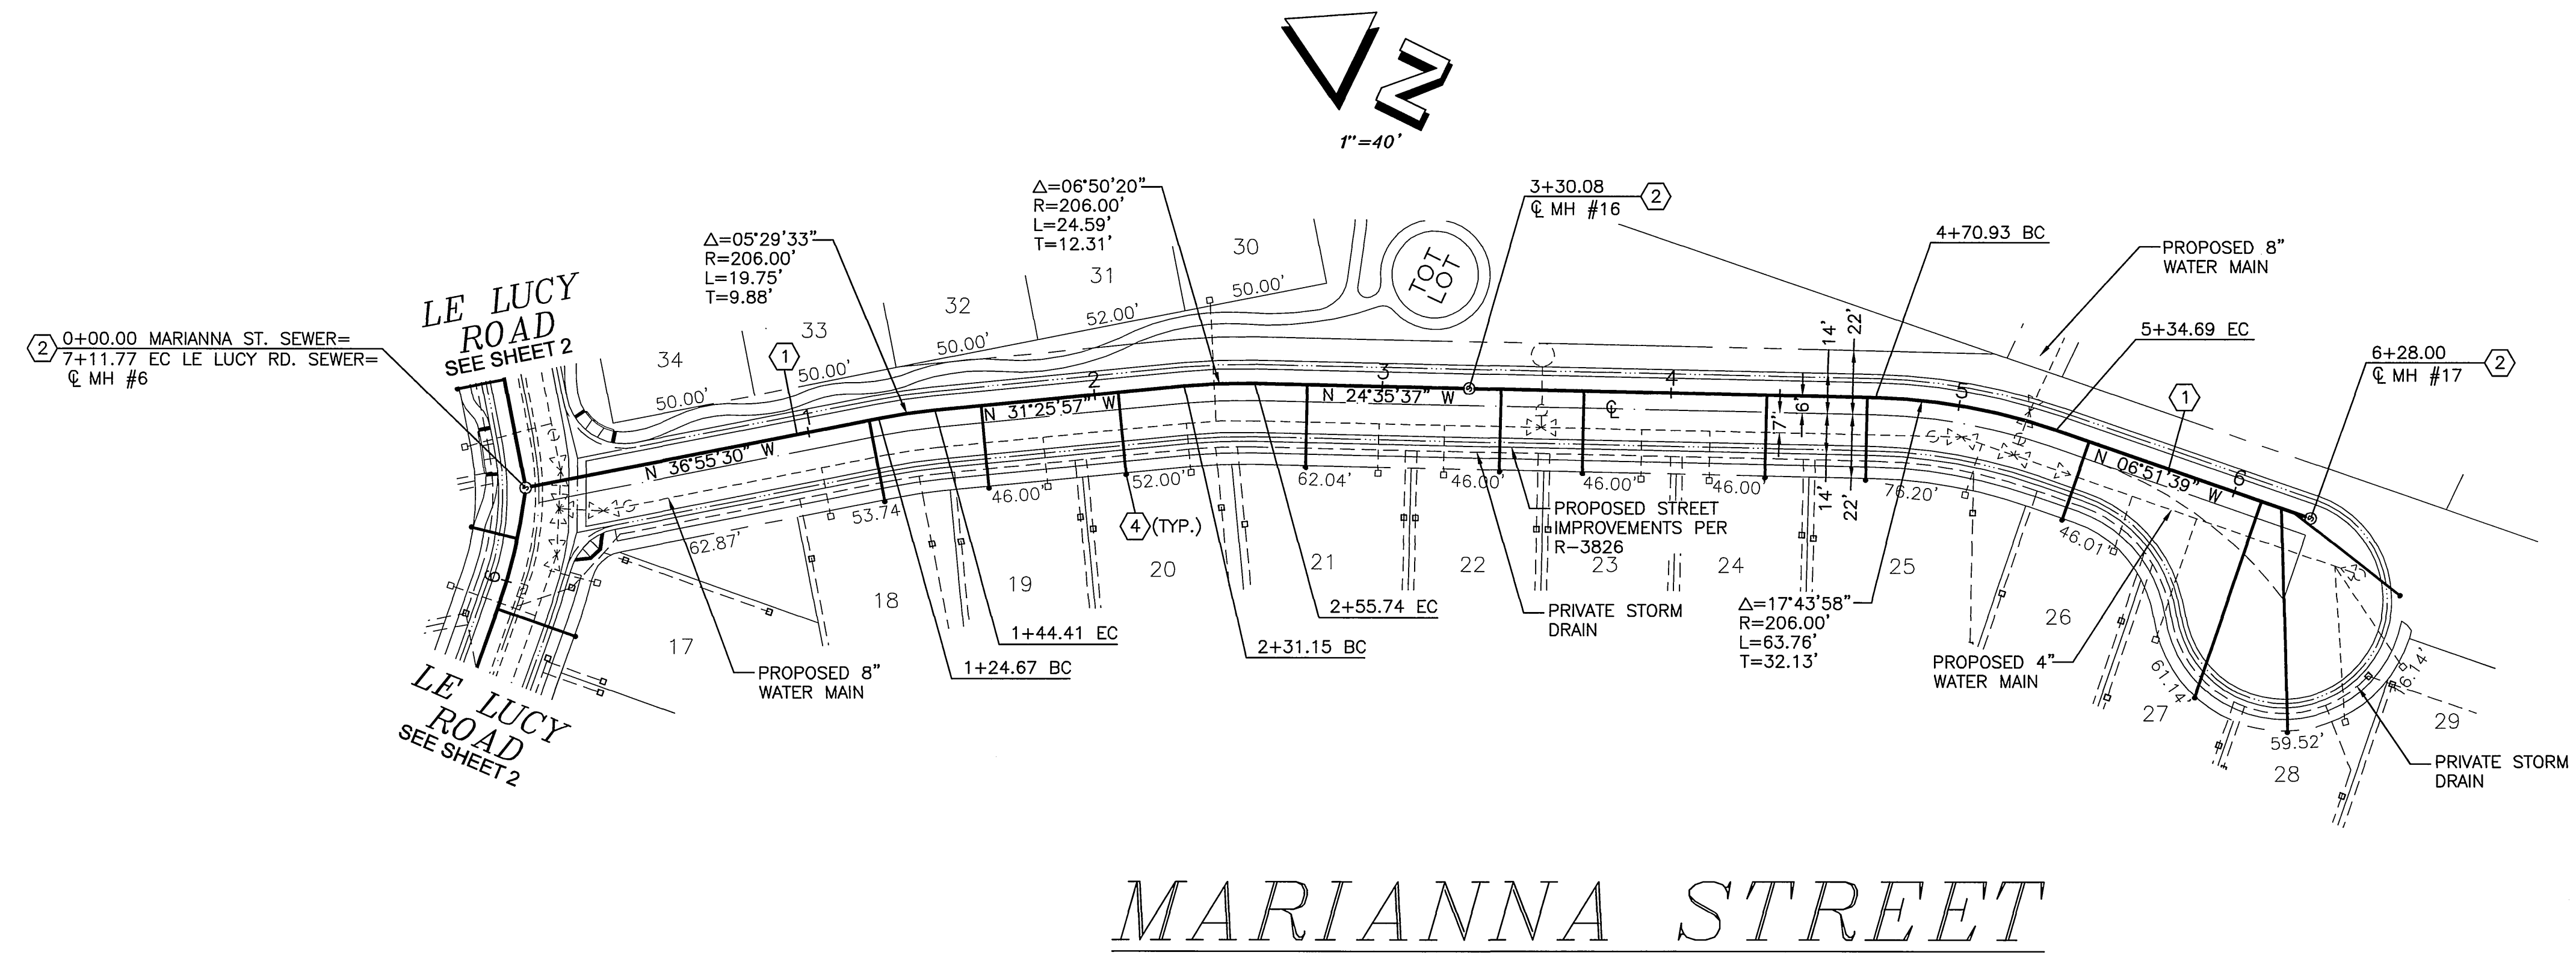 N
1"=40'
Δ=06°50'20"
R=206.00'
L=24.59'
T=12.31'
3+30.08
2
℄ MH #16
Δ=05°29'33"
R=206.00'
L=19.75'
T=9.88'
30
31
32
33
34
50.00'
52.00'
50.00'
50.00'
50.00'
TOT
LOT
4+70.93 BC
PROPOSED 8"
WATER MAIN
5+34.69 EC
6+28.00
2
℄ MH #17
LE LUCY
ROAD
SEE SHEET 2
2
0+00.00 MARIANNA ST. SEWER=
7+11.77 EC LE LUCY RD. SEWER=
℄ MH #6
1
1
1
2
3
4
5
6
14'
22'
7'
6'
14'
22'
℄
N 36°55'30" W
N 31°25'57" W
N 24°35'37" W
N 06°51'39" W
62.87'
53.74
46.00'
52.00'
62.04'
46.00'
46.00'
46.00'
76.20'
46.01'
61.14'
59.52'
16.14'
4
(TYP.)
PROPOSED STREET
IMPROVEMENTS PER
R-3826
17
18
19
20
21
22
23
24
25
26
27
28
29
6
PROPOSED 8"
WATER MAIN
1+44.41 EC
1+24.67 BC
2+55.74 EC
2+31.15 BC
PRIVATE STORM
DRAIN
Δ=17°43'58"
R=206.00'
L=63.76'
T=32.13'
PROPOSED 4"
WATER MAIN
PRIVATE STORM
DRAIN
LE LUCY
ROAD
SEE SHEET 2
MARIANNA STREET